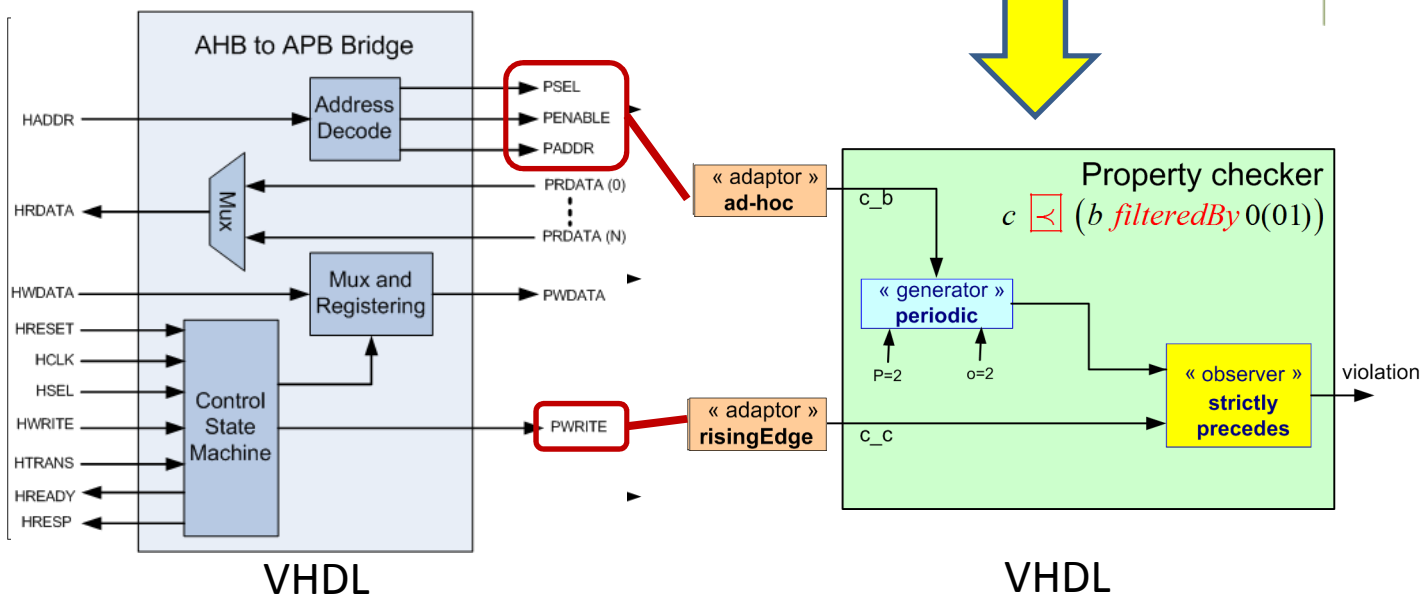 AHB to APB Bridge
HADDR
Address
Decode
PSEL
PENABLE
PADDR
HRDATA
Mux
PRDATA (0)
PRDATA (N)
HWDATA
Mux and
Registering
PWDATA
HRESET
HCLK
HSEL
HWRITE
HTRANS
HREADY
HRESP
Control
State
Machine
PWRITE
VHDL
« adaptor »
ad-hoc
c_b
« adaptor »
risingEdge
c_c
Property checker
c ≺ (b filteredBy 0(01))
« generator »
periodic
P=2
o=2
« observer »
strictly
precedes
violation
VHDL